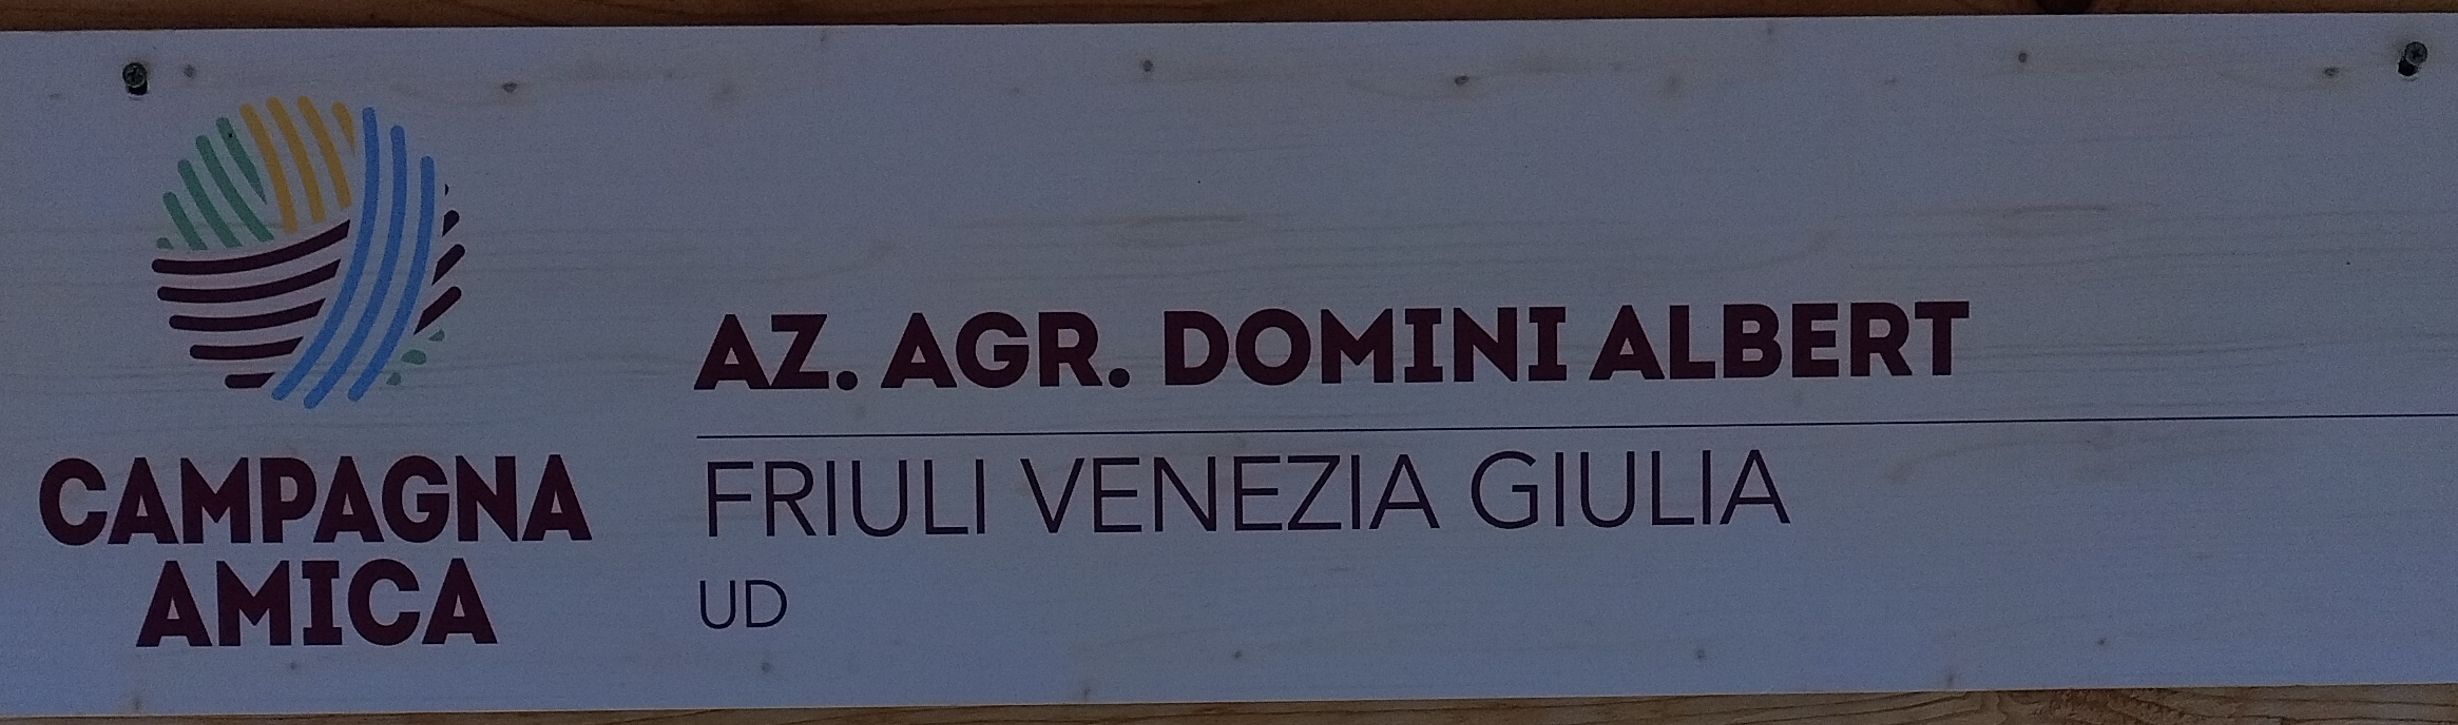 CAMPAGNA
AMICA
AZ. AGR. DOMINI ALBERT
FRIULI VENEZIA GIULIA
UD